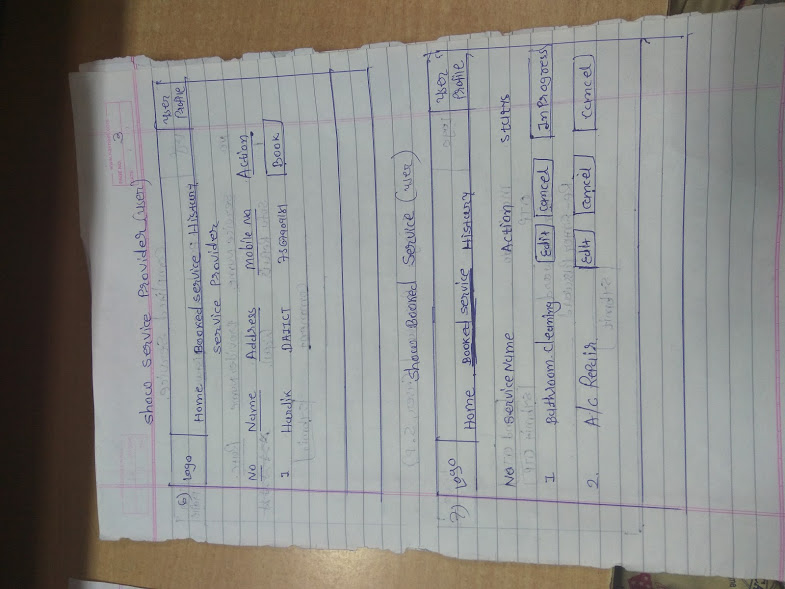 3
Show Service Provider (user)
6) Logo User Profile
Home Booked service History
Service Provider
No Name Address Mobile No Action
1 Hardik DAIICT Book
Show Booked Service (user)
7) Logo User Profile
Home Booked service History
No Service Name Action Status
1 Bathroom Cleaning Edit Cancel In Progress
2. A/C Repair Edit Cancel Cancel